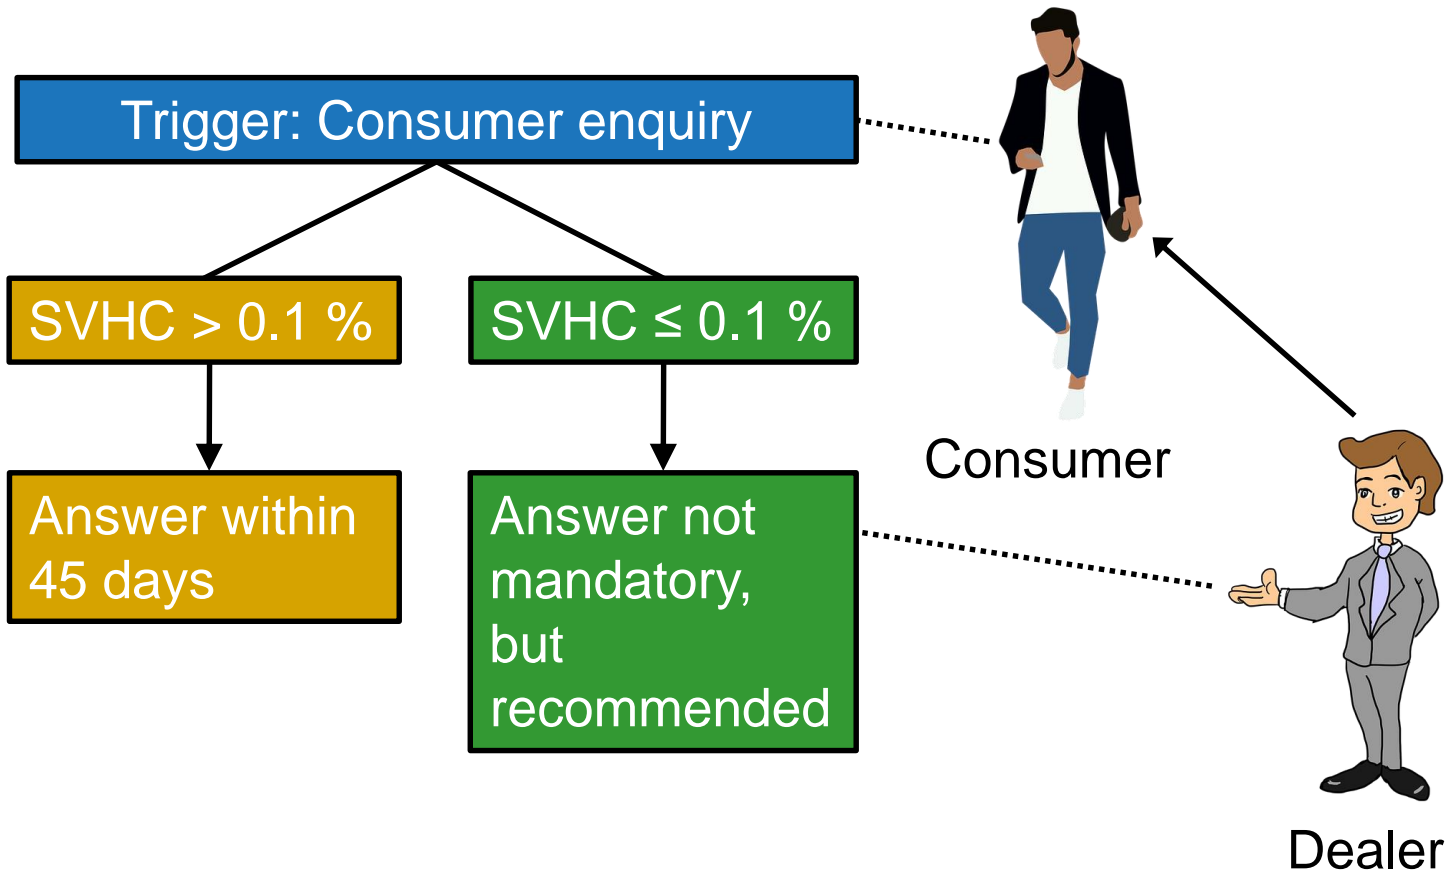 Trigger: Consumer enquiry
SVHC > 0.1 %
SVHC ≤ 0.1 %
Answer within
45 days
Answer not
mandatory,
but
recommended
Consumer
Dealer